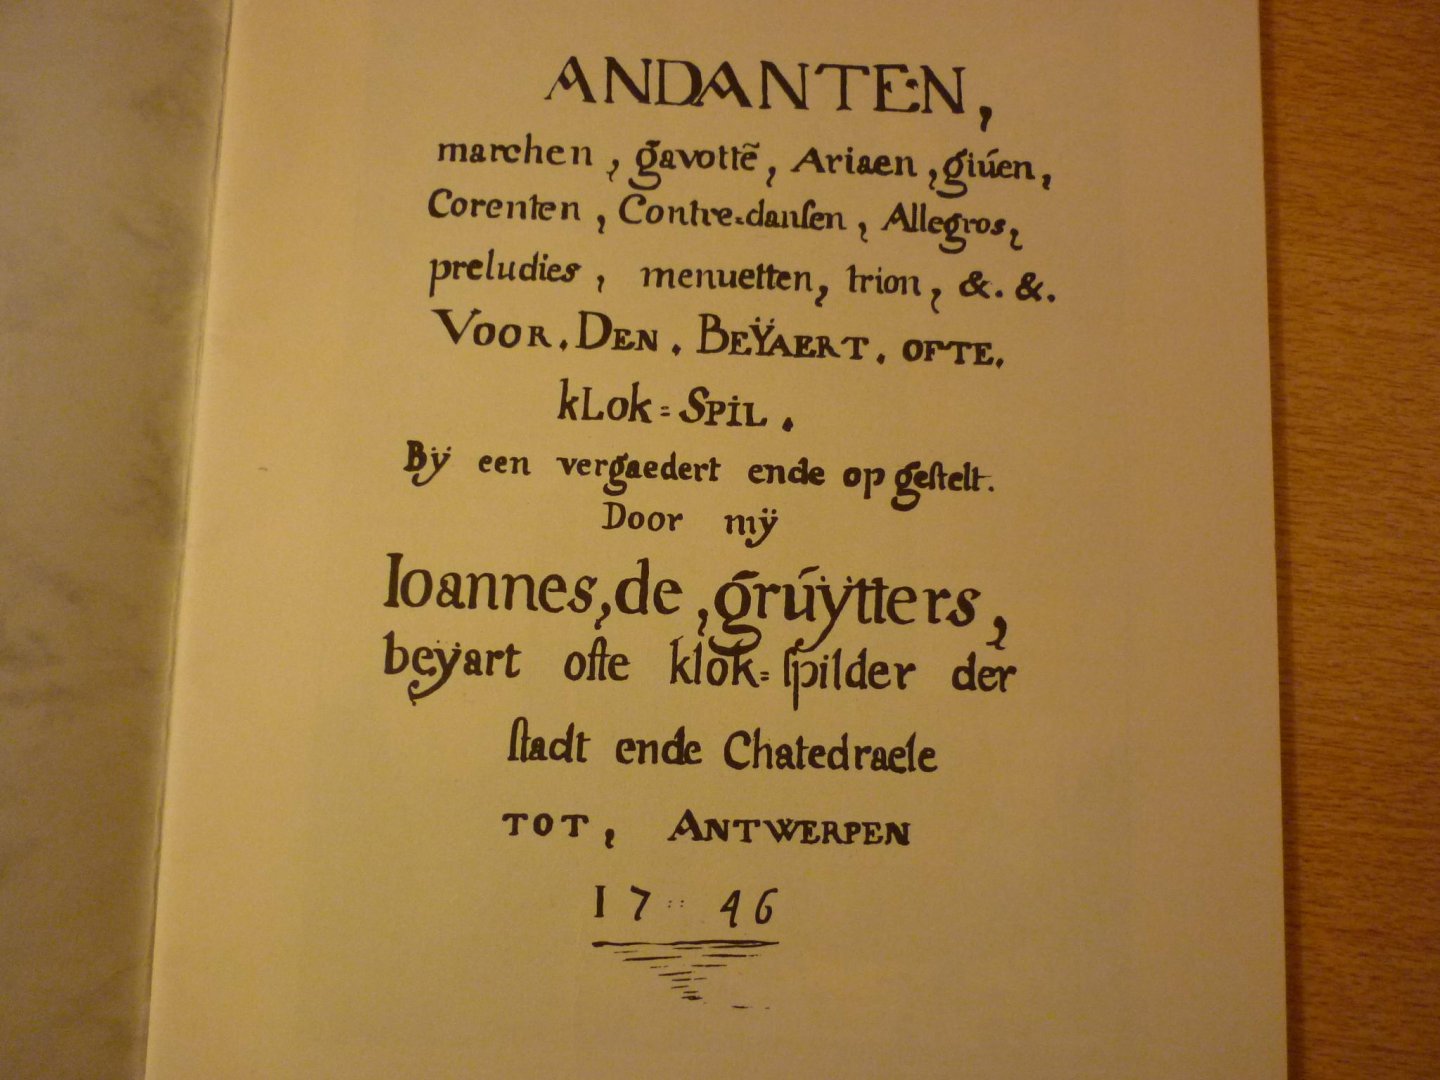 ANDANTEN,
marchen, gavottẽ, Ariaen, giúen,
Corenten, Contre=danſen, Allegros,
preludies, menuetten, trion, &. &.
VOOR. DEN. BEŸAERT. OFTE.
kLok=SPIL.
Bÿ een vergaedert ende op geſtelt.
Door mÿ
Ioannes, de, grúÿtters,
beÿart ofte klok=ſpilder der
ſtadt ende Chatedraele
TOT, ANTWERPEN
17::46